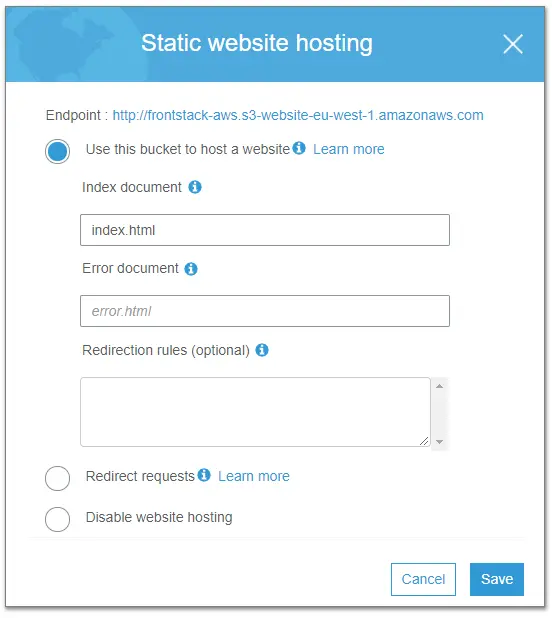 Static website hosting
Endpoint : http://frontstack-aws.s3-website-eu-west-1.amazonaws.com
Use this bucket to host a website Learn more
Index document
index.html
Error document
error.html
Redirection rules (optional)
Redirect requests Learn more
Disable website hosting
Cancel Save